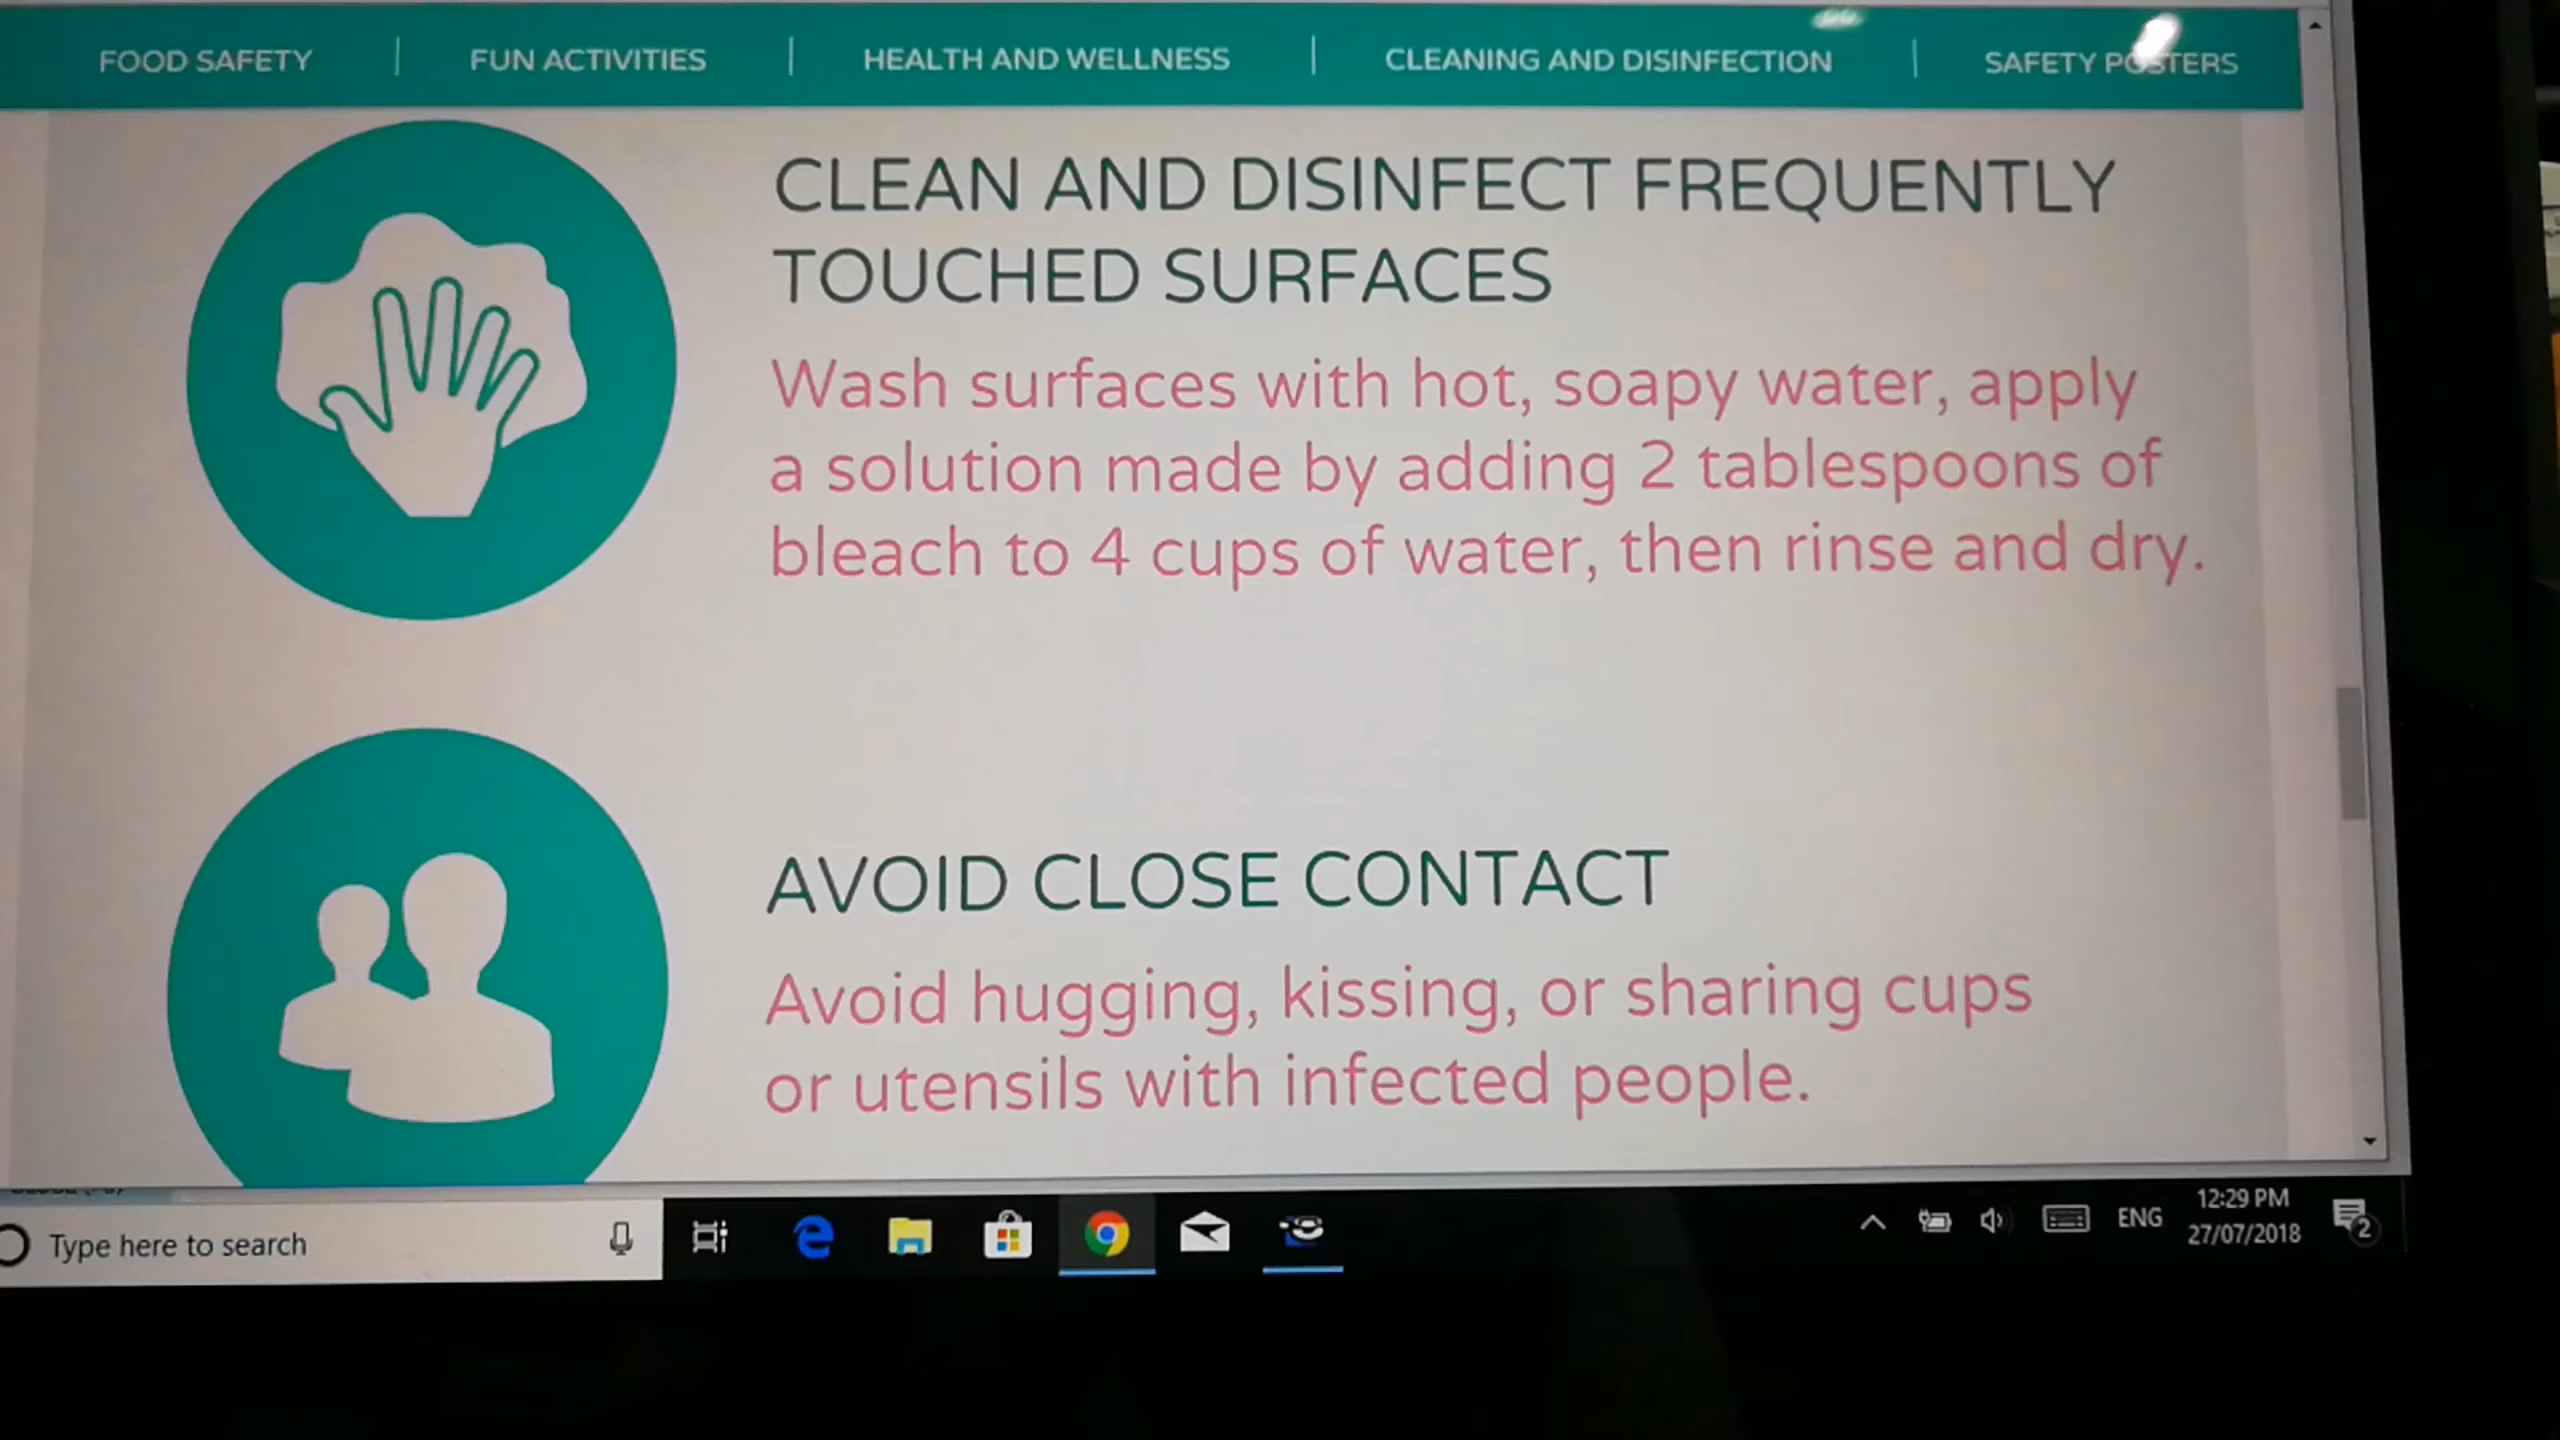 FOOD SAFETY | FUN ACTIVITIES | HEALTH AND WELLNESS | CLEANING AND DISINFECTION | SAFETY POSTERS
CLEAN AND DISINFECT FREQUENTLY
TOUCHED SURFACES
Wash surfaces with hot, soapy water, apply
a solution made by adding 2 tablespoons of
bleach to 4 cups of water, then rinse and dry.
AVOID CLOSE CONTACT
Avoid hugging, kissing, or sharing cups
or utensils with infected people.
Type here to search
ENG
12:29 PM
27/07/2018
2